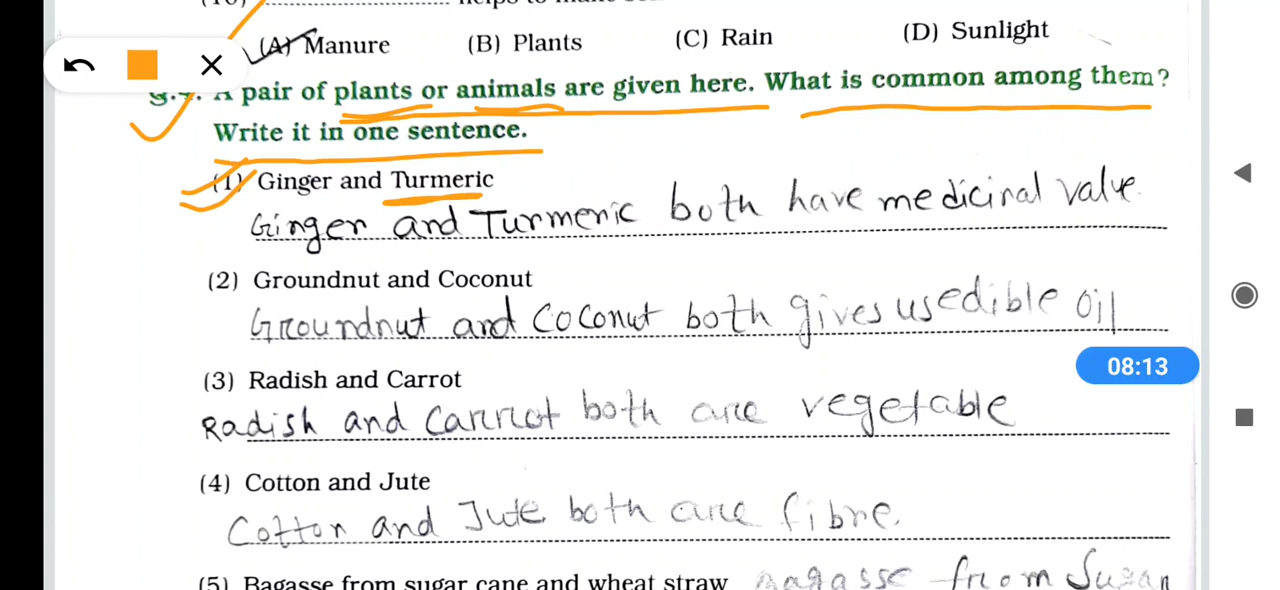 (A) Manure (B) Plants (C) Rain (D) Sunlight
A pair of plants or animals are given here. What is common among them?
Write it in one sentence.
(1) Ginger and Turmeric
Ginger and Turmeric both have medicinal value
(2) Groundnut and Coconut
Groundnut and Coconut both gives us edible oil
08:13
(3) Radish and Carrot
Radish and Carrot both are vegetable
(4) Cotton and Jute
Cotton and Jute both are fibre.
(5) Bagasse from sugar cane and wheat straw Bagasse from Sugar